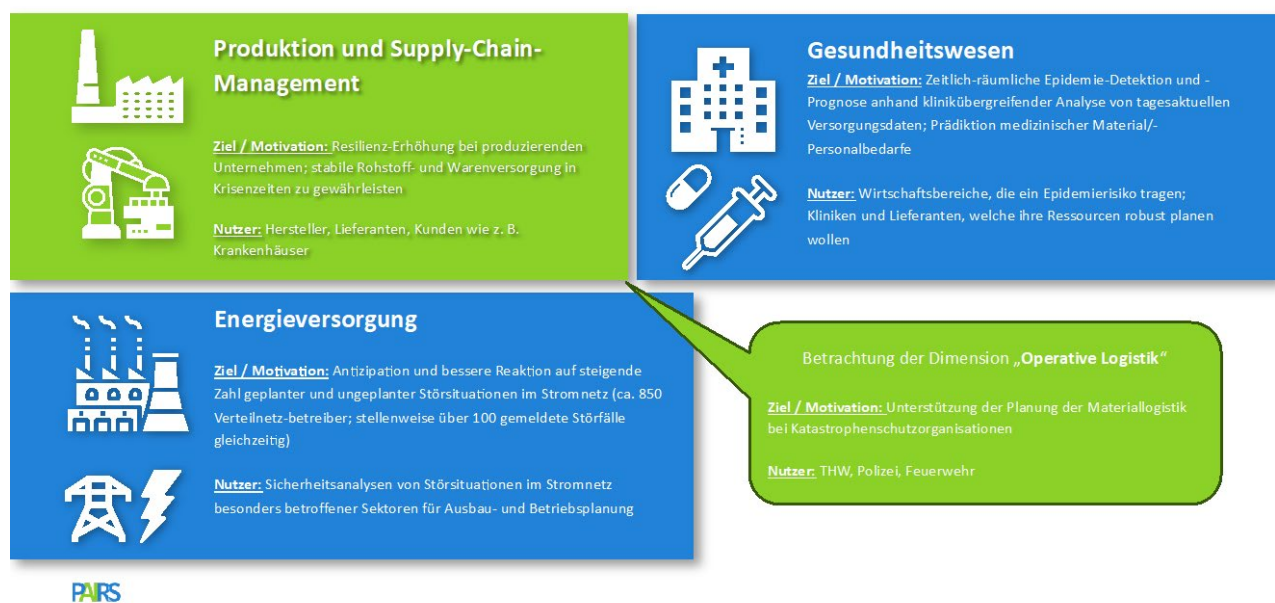 Produktion und Supply-Chain-
Management
Ziel / Motivation: Resilienz-Erhöhung bei produzierenden
Unternehmen; stabile Rohstoff- und Warenversorgung in
Krisenzeiten zu gewährleisten
Nutzer: Hersteller, Lieferanten, Kunden wie z. B.
Krankenhäuser
Gesundheitswesen
Ziel / Motivation: Zeitlich-räumliche Epidemie-Detektion und -
Prognose anhand klinikübergreifender Analyse von tagesaktuellen
Versorgungsdaten; Prädiktion medizinischer Material/-
Personalbedarfe
Nutzer: Wirtschaftsbereiche, die ein Epidemierisiko tragen;
Kliniken und Lieferanten, welche ihre Ressourcen robust planen
wollen
Energieversorgung
Ziel / Motivation: Antizipation und bessere Reaktion auf steigende
Zahl geplanter und ungeplanter Störsituationen im Stromnetz (ca. 850
Verteilnetz-betreiber; stellenweise über 100 gemeldete Störfälle
gleichzeitig)
Nutzer: Sicherheitsanalysen von Störsituationen im Stromnetz
besonders betroffener Sektoren für Ausbau- und Betriebsplanung
Betrachtung der Dimension „Operative Logistik“
Ziel / Motivation: Unterstützung der Planung der Materiallogistik
bei Katastrophenschutzorganisationen
Nutzer: THW, Polizei, Feuerwehr
PAIRS